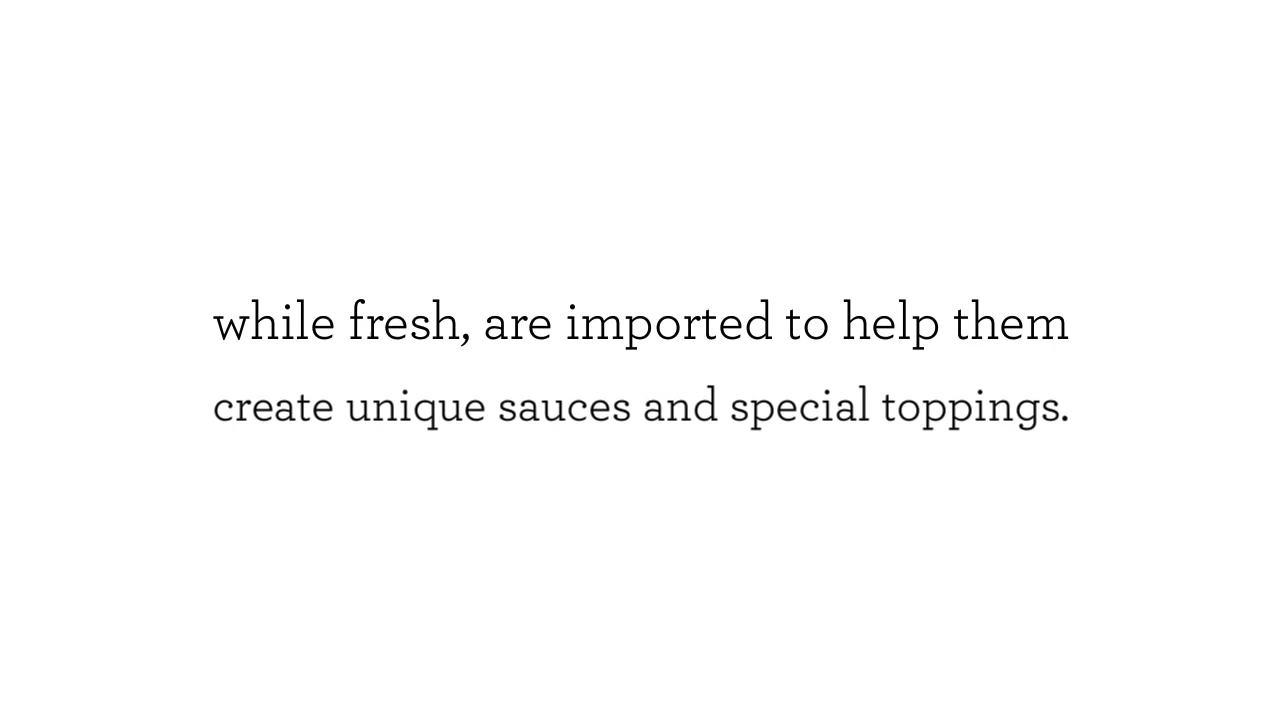 while fresh, are imported to help them
create unique sauces and special toppings.